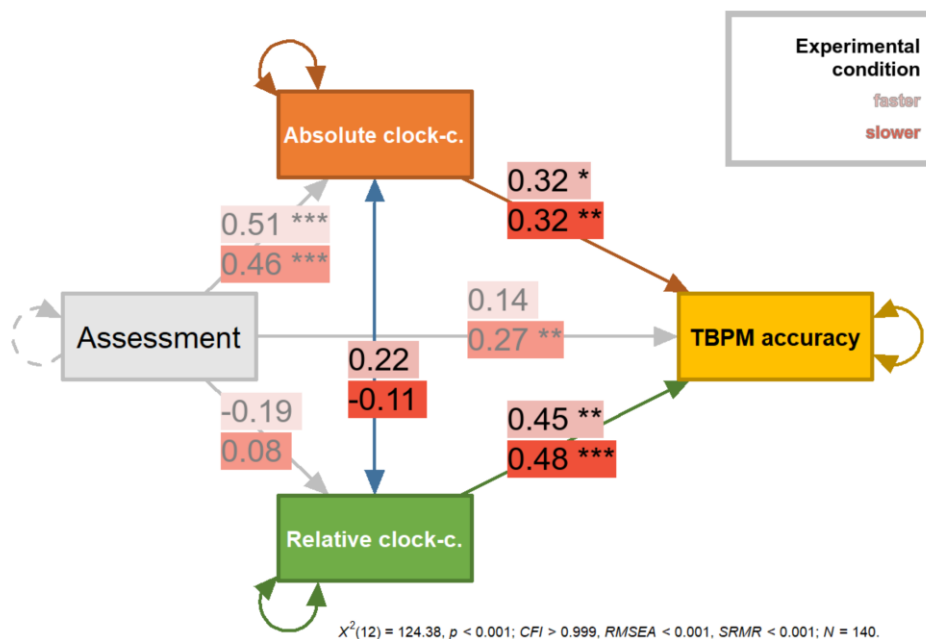 Experimental
condition
faster
slower
Absolute clock-c.
0.32 *
0.32 **
0.51 ***
0.46 ***
Assessment
0.14
0.27 **
TBPM accuracy
0.22
-0.11
-0.19
0.08
0.45 **
0.48 ***
Relative clock-c.
X²(12) = 124.38, p < 0.001; CFI > 0.999, RMSEA < 0.001, SRMR < 0.001; N = 140.